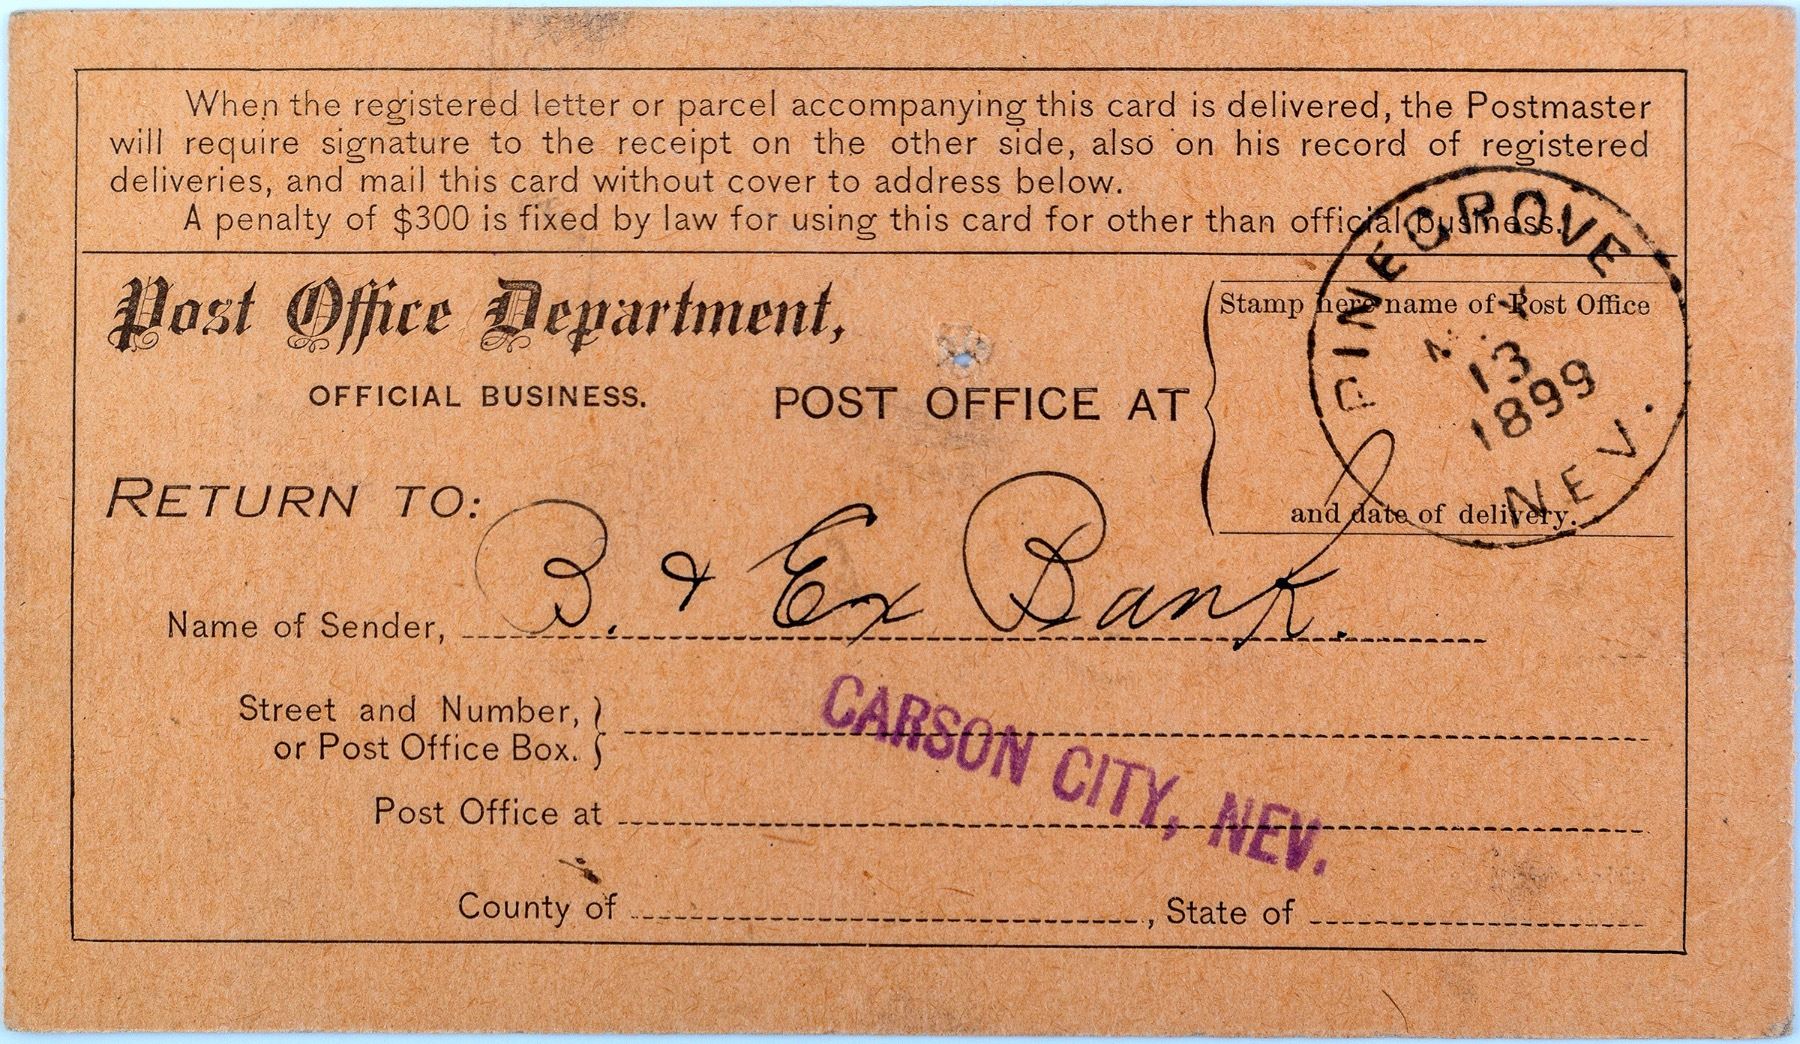 When the registered letter or parcel accompanying this card is delivered, the Postmaster
will require signature to the receipt on the other side, also on his record of registered
deliveries, and mail this card without cover to address below.
A penalty of $300 is fixed by law for using this card for other than official business.
Post Office Department,
OFFICIAL BUSINESS.
POST OFFICE AT
Stamp here name of Post Office
and date of delivery.
PINEGROVE
13
1899
NEV.
RETURN TO:
Name of Sender, B. & Ex Bank.
Street and Number,
or Post Office Box.
CARSON CITY, NEV.
Post Office at
County of , State of